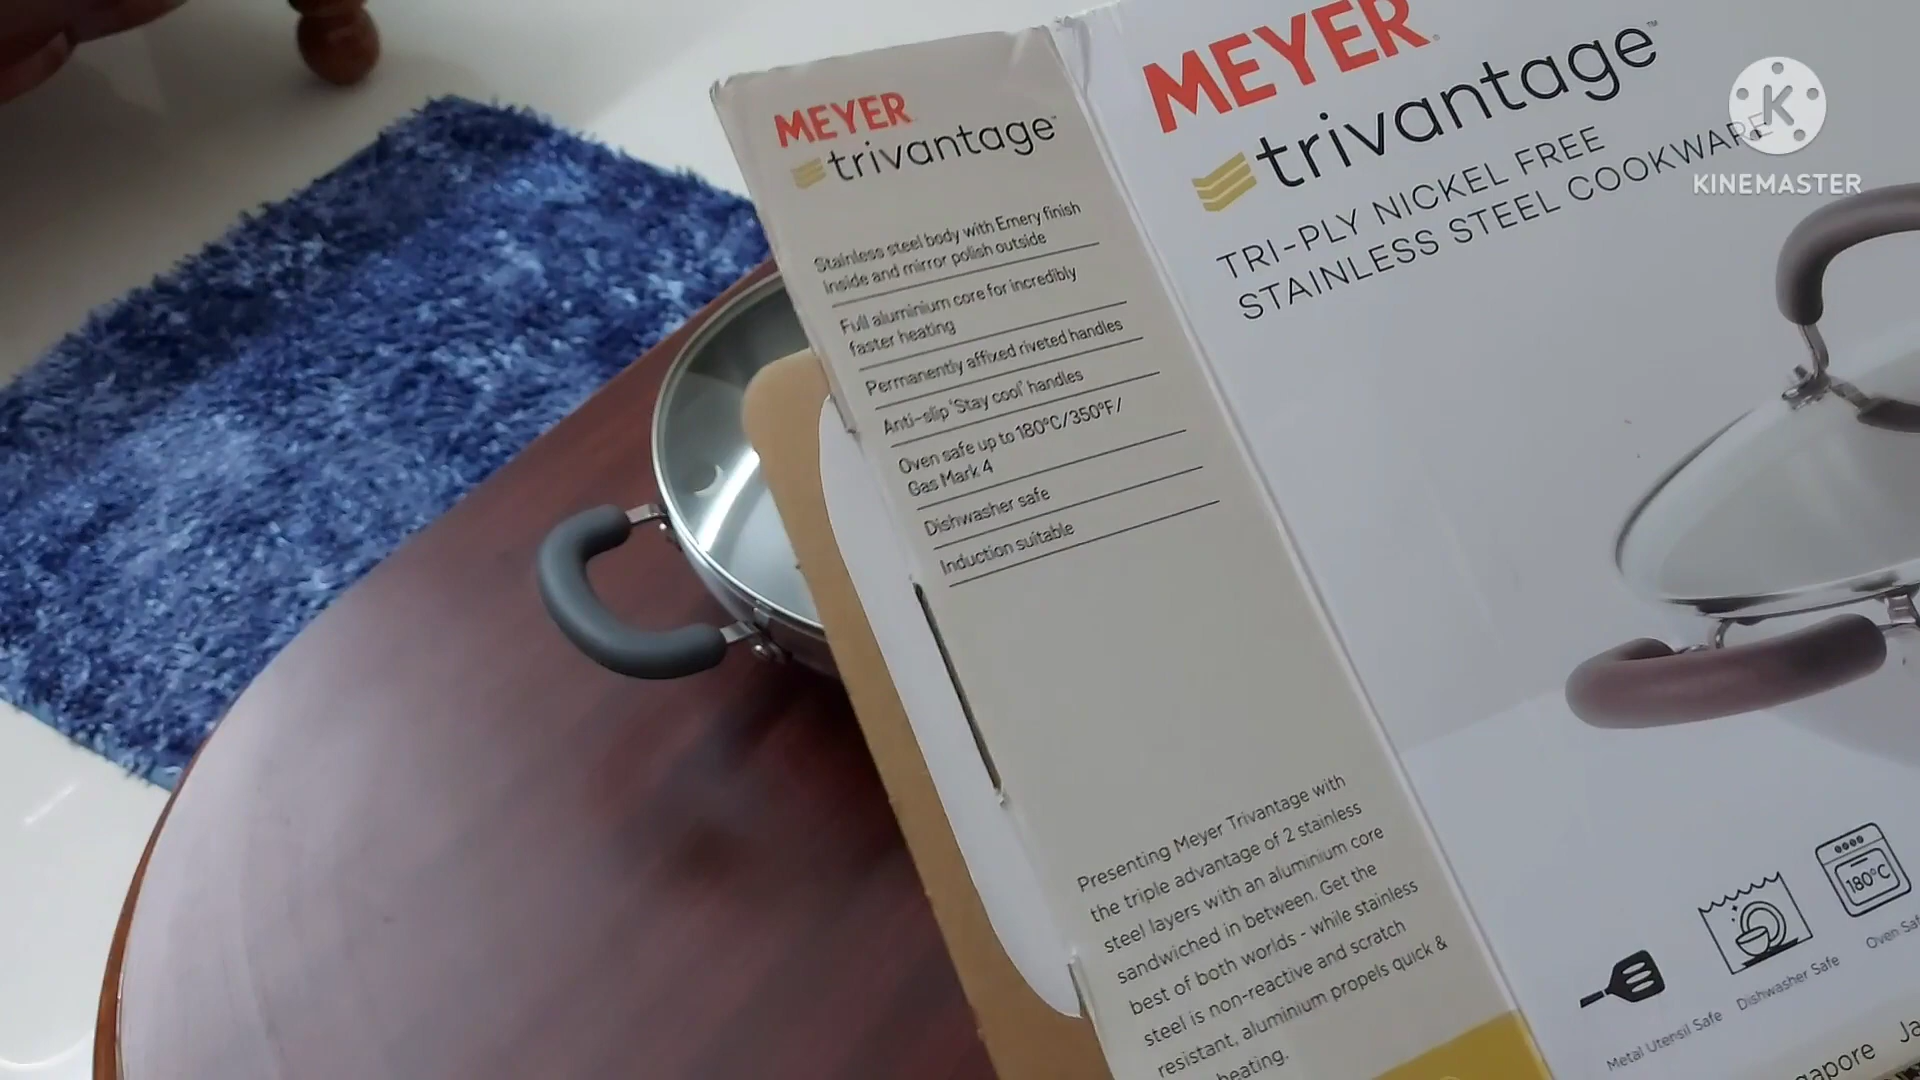 MEYER
trivantage™
Stainless steel body with Emery finish
inside and mirror polish outside
Full aluminium core for incredibly
faster heating
Permanently affixed riveted handles
Anti-slip 'Stay cool' handles
Oven safe up to 180°C/350°F/
Gas Mark 4
Dishwasher safe
Induction suitable
Presenting Meyer Trivantage with
the triple advantage of 2 stainless
steel layers with an aluminium core
sandwiched in between. Get the
best of both worlds - while stainless
steel is non-reactive and scratch
resistant, aluminium propels quick &
heating.
MEYER®
trivantage™
TRI-PLY NICKEL FREE
STAINLESS STEEL COOKWARE
K
KINEMASTER
180°C
Metal Utensil Safe
Dishwasher Safe
Oven